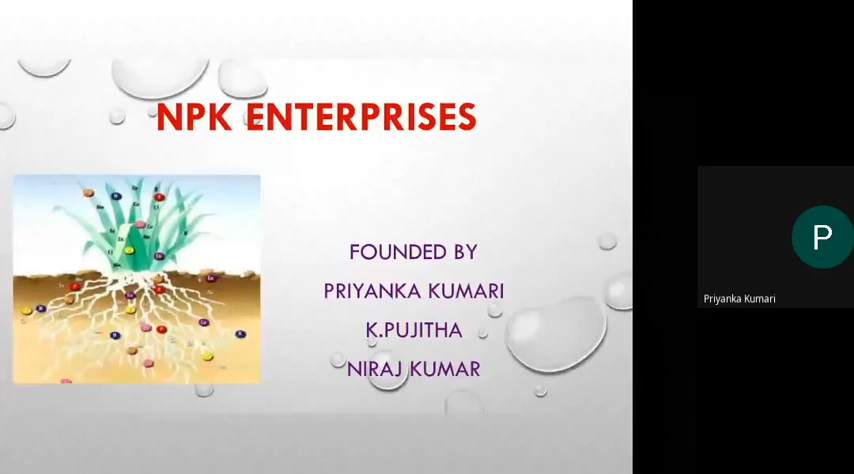 NPK ENTERPRISES
FOUNDED BY
PRIYANKA KUMARI
K.PUJITHA
NIRAJ KUMAR
P
Priyanka Kumari